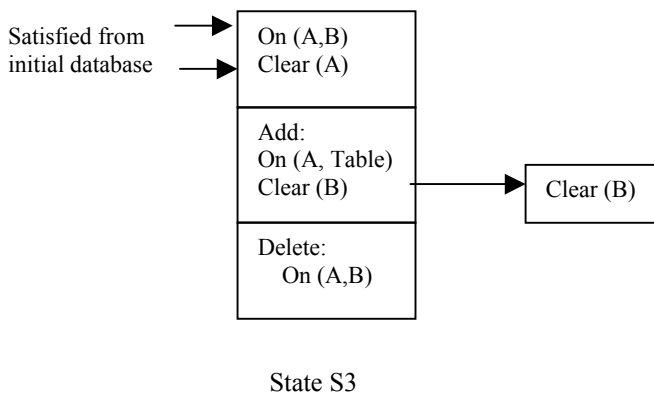 Satisfied from
initial database
On (A,B)
Clear (A)
Add:
On (A, Table)
Clear (B)
Clear (B)
Delete:
On (A,B)
State S3